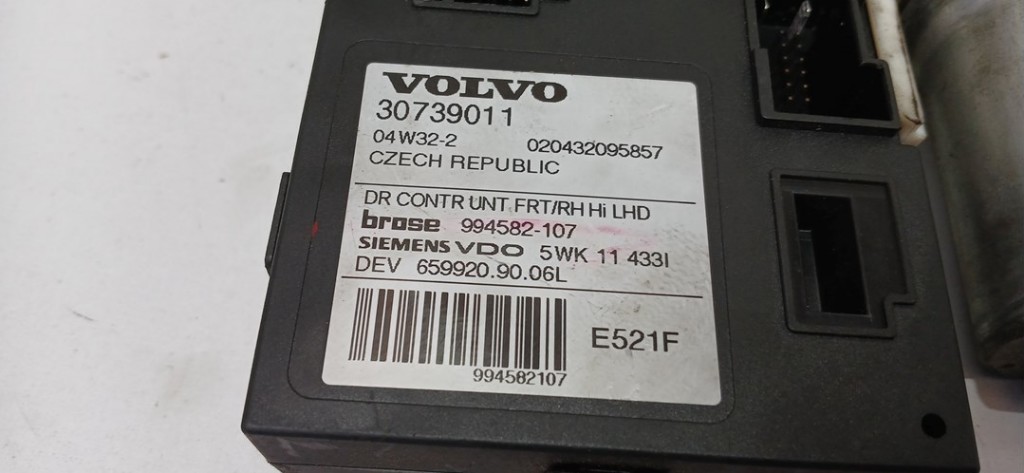 VOLVO
30739011
04W32-2 020432095857
CZECH REPUBLIC
DR CONTR UNT FRT/RH Hi LHD
brose 994582-107
SIEMENS VDO 5WK 11 433I
DEV 659920.90.06L
E521F
994582107